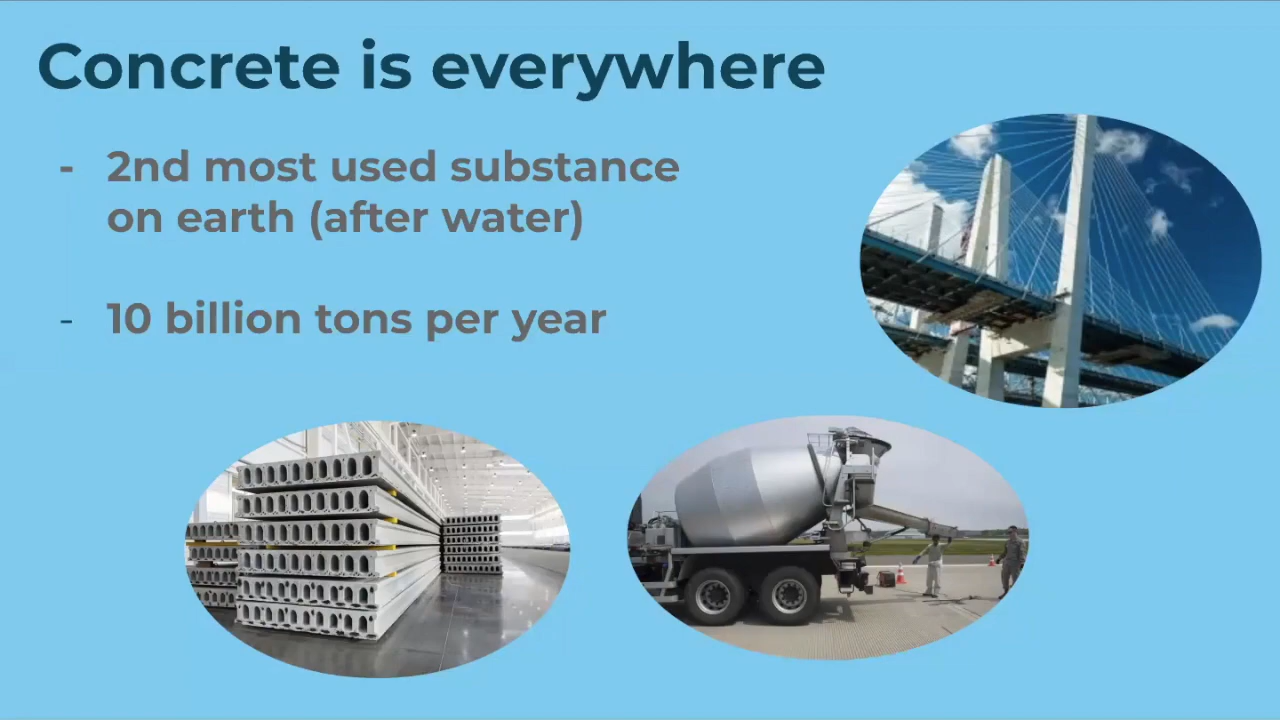 Concrete is everywhere
- 2nd most used substance
on earth (after water)
- 10 billion tons per year